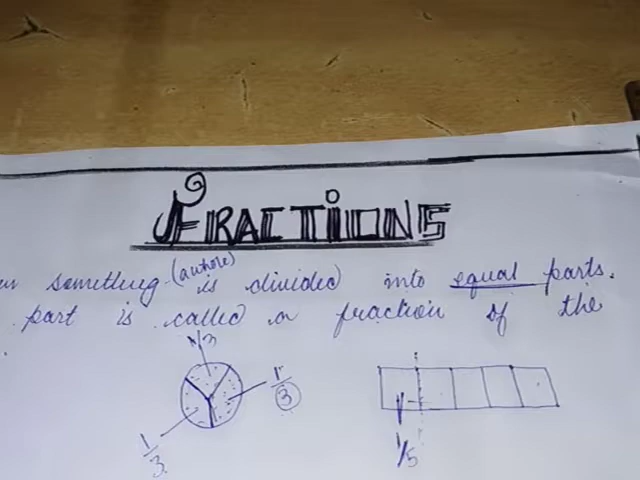 FRACTIONS
something (a whole) is divided into equal parts.
part is called a fraction of the
1/3
1/3
1/3
1/5